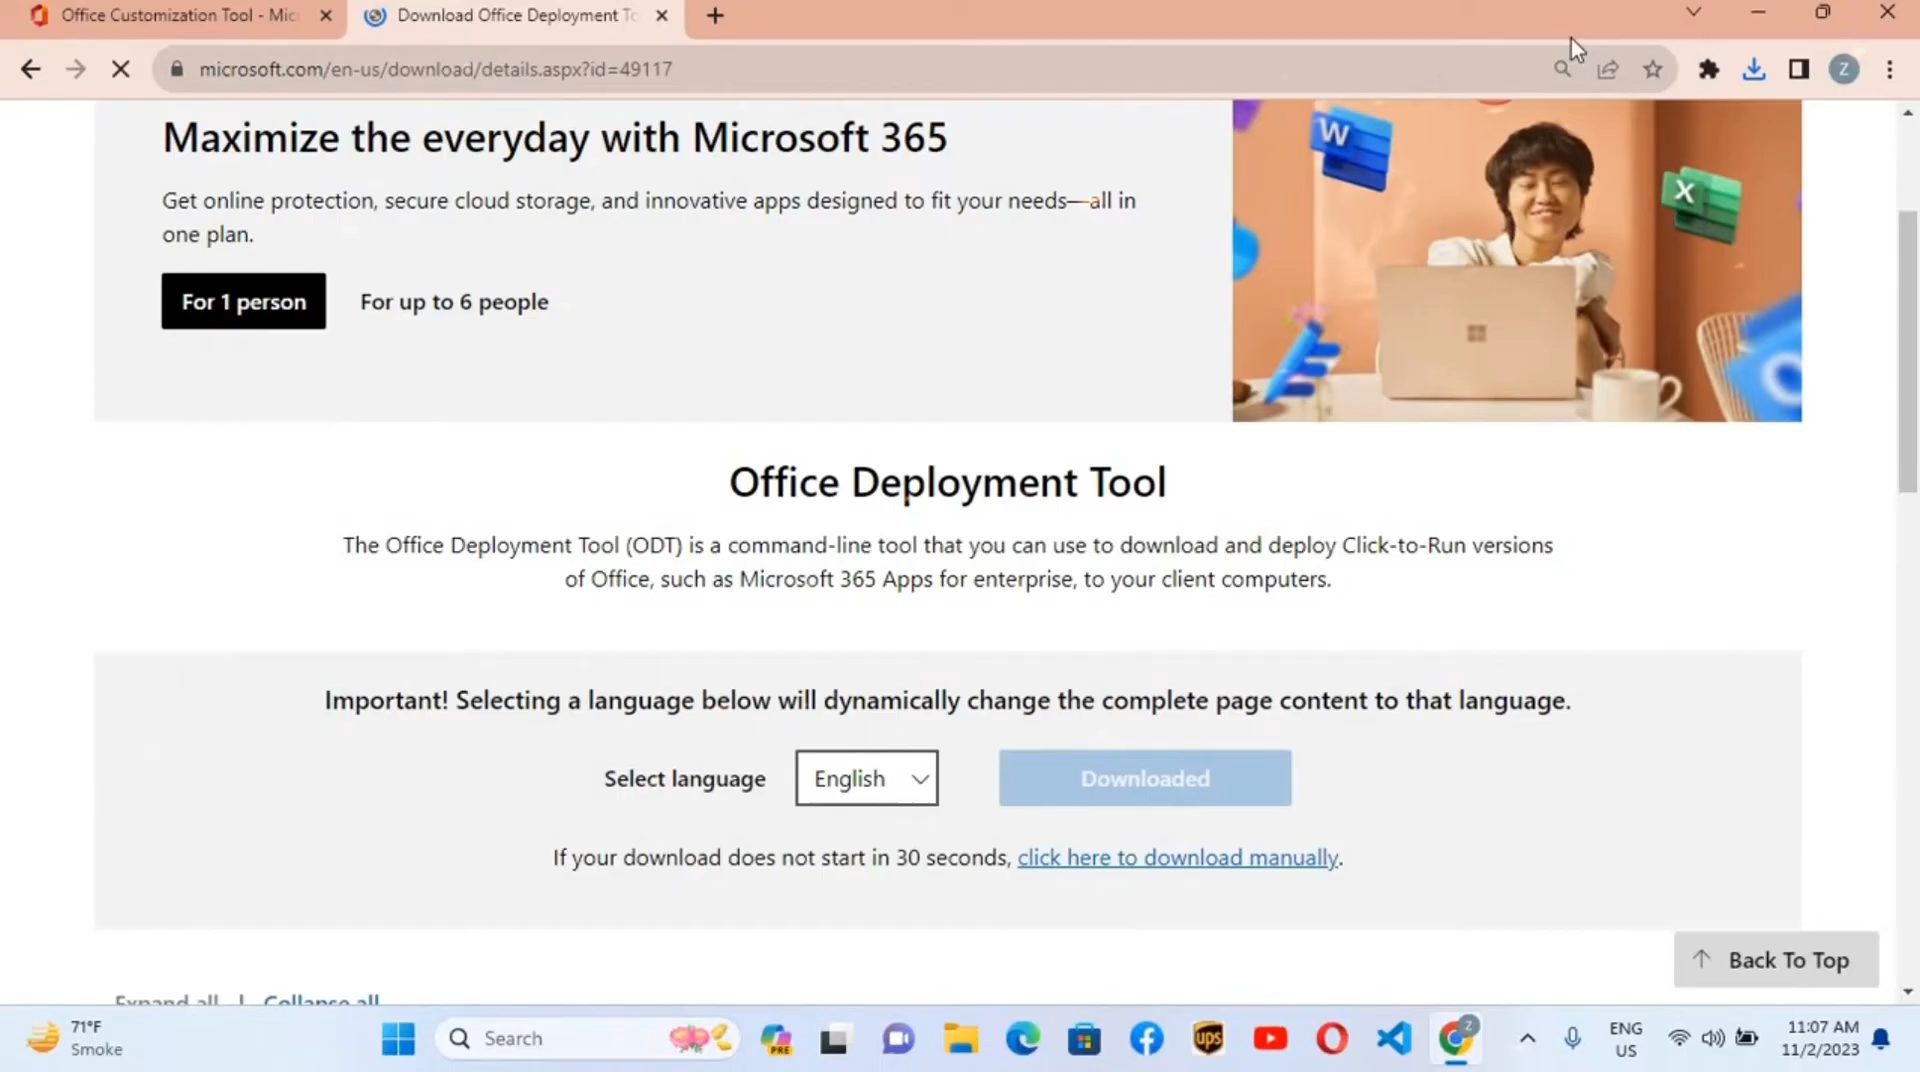 Office Customization Tool - Mic
Download Office Deployment To
microsoft.com/en-us/download/details.aspx?id=49117
Z
Maximize the everyday with Microsoft 365
Get online protection, secure cloud storage, and innovative apps designed to fit your needs—all in
one plan.
For 1 person
For up to 6 people
W
X
Office Deployment Tool
The Office Deployment Tool (ODT) is a command-line tool that you can use to download and deploy Click-to-Run versions
of Office, such as Microsoft 365 Apps for enterprise, to your client computers.
Important! Selecting a language below will dynamically change the complete page content to that language.
Select language
English
Downloaded
If your download does not start in 30 seconds, click here to download manually.
Back To Top
Expand all | Collapse all
71°F
Smoke
Search
PRE
ups
Z
ENG
US
11:07 AM
11/2/2023